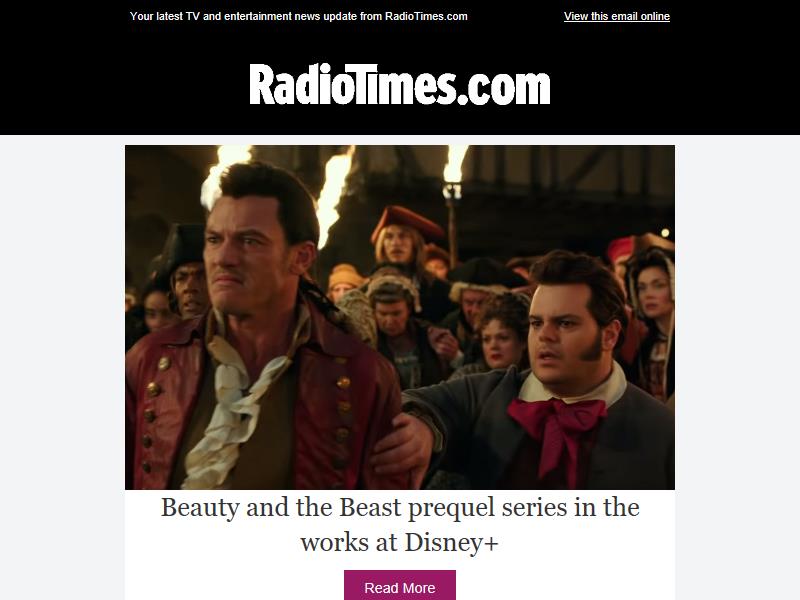 Your latest TV and entertainment news update from RadioTimes.com
View this email online
RadioTimes.com
Beauty and the Beast prequel series in the
works at Disney+
Read More